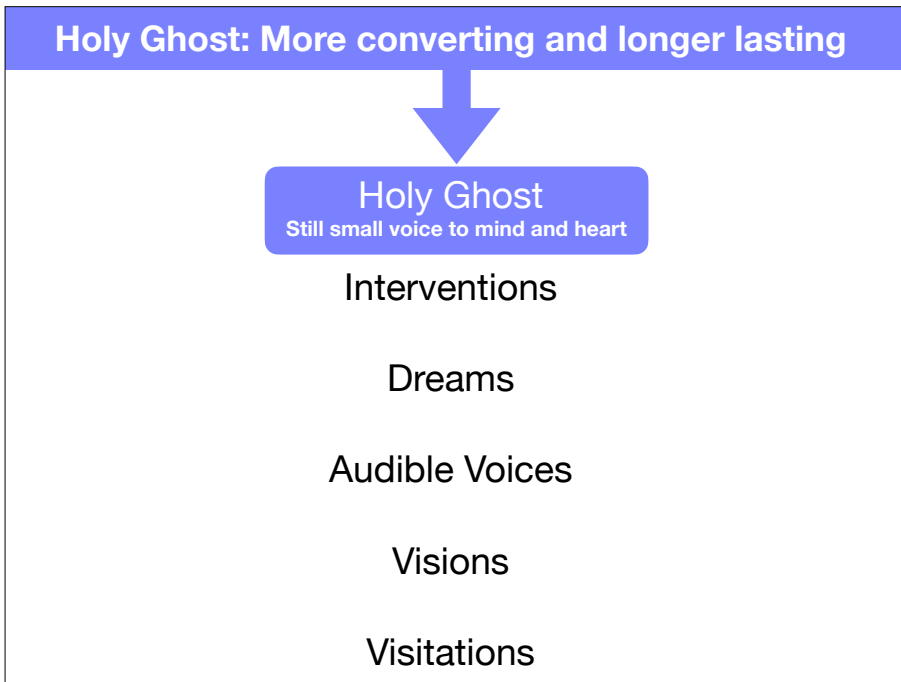 Holy Ghost: More converting and longer lasting
Holy Ghost
Still small voice to mind and heart
Interventions
Dreams
Audible Voices
Visions
Visitations